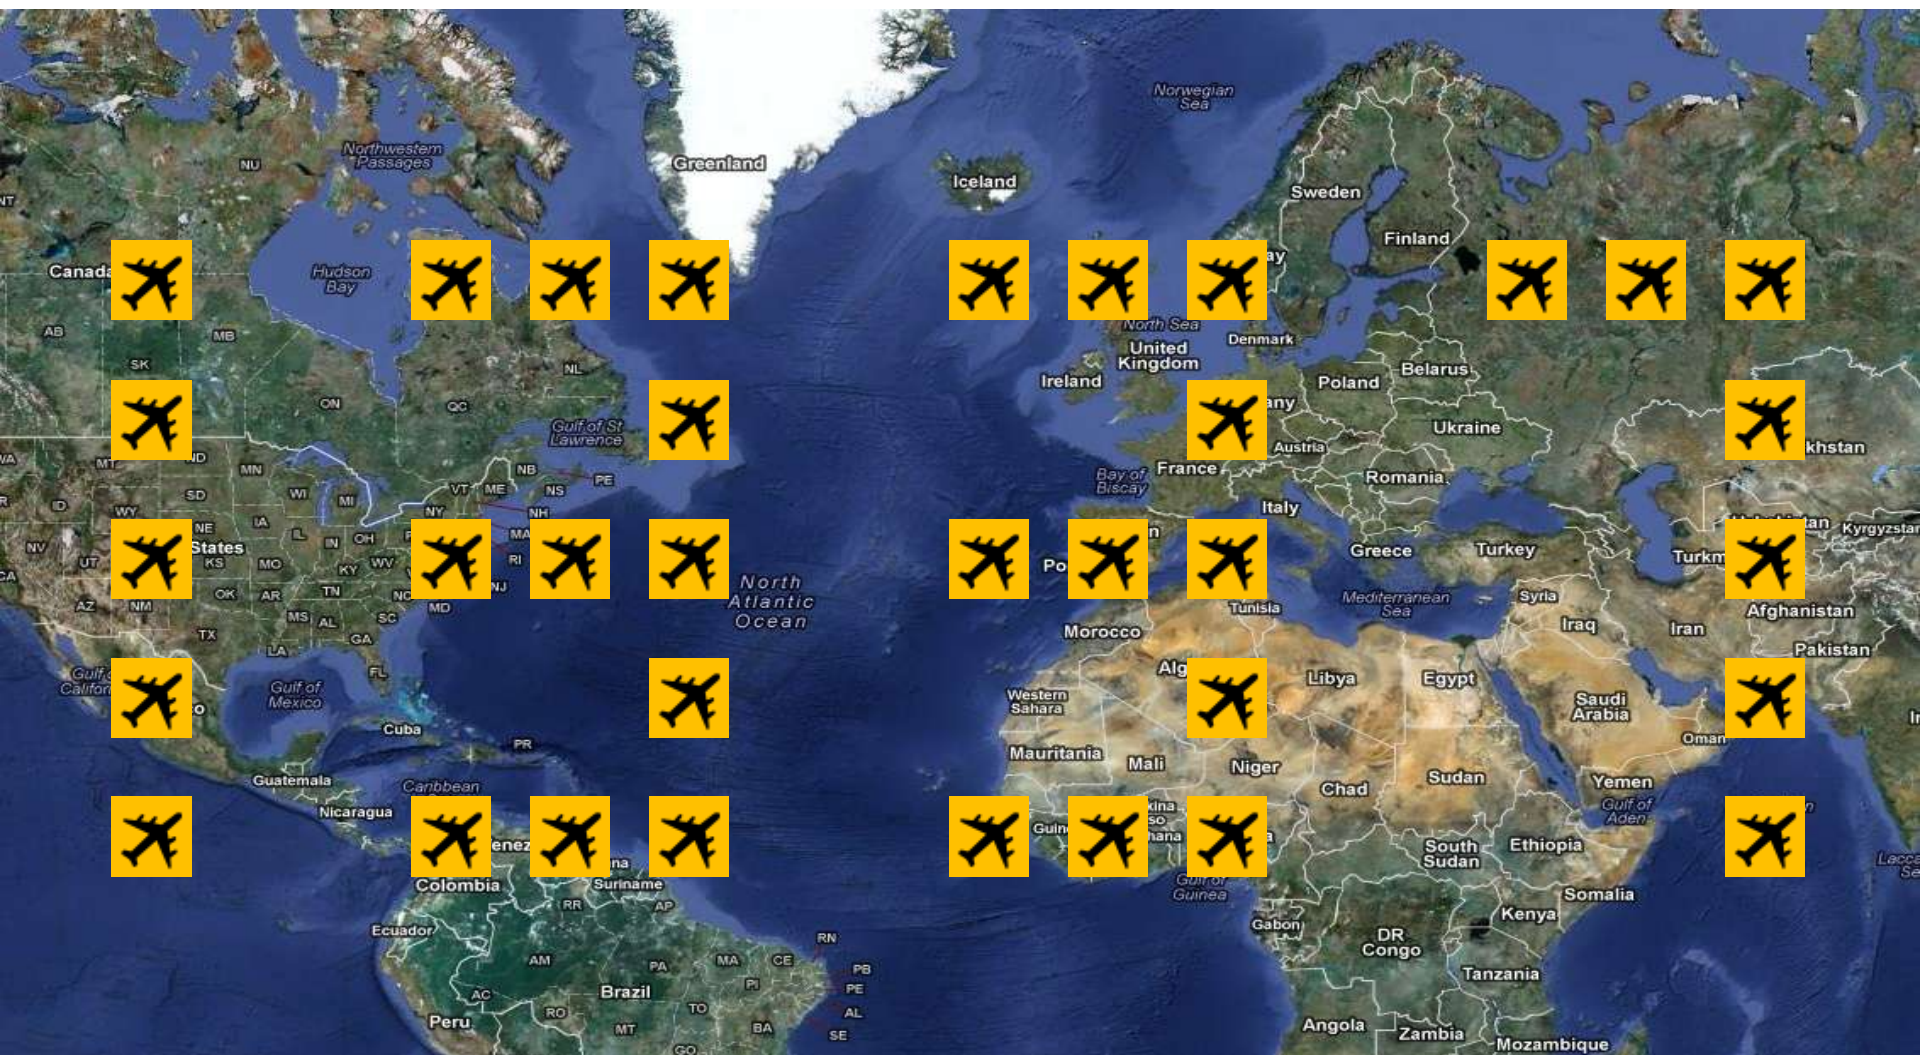 1337
Norwegian
Sea
Northwestern
Passages
NU
Greenland
Iceland
Sweden
NT
Finland
Canada
Hudson
Bay
North Sea
AB
MB
Denmark
United
Kingdom
SK
NL
Belarus
Ireland
Poland
ON
QC
Gulf of St
Lawrence
Ukraine
Austria
MT
ND
MN
NB
PE
France
Bay of
Biscay
Romania
SD
WI
MI
VT
ME
NS
ID
WY
NY
NH
Italy
NE
IA
IL
IN
OH
MA
Kyrgyzstan
NV
UT
States
KS
MO
KY
WV
RI
Greece
Turkey
CA
OK
AR
TN
NC
NJ
North
Atlantic
Ocean
Mediterranean
Sea
Syria
AZ
NM
MS
AL
SC
MD
Tunisia
Afghanistan
TX
GA
Morocco
Iraq
Iran
LA
Pakistan
FL
Gulf of
Mexico
Western
Sahara
Libya
Egypt
Saudi
Arabia
Cuba
PR
Oman
Mauritania
Mali
Niger
Guatemala
Caribbean
Chad
Sudan
Yemen
Nicaragua
Gulf of
Aden
South
Sudan
Ethiopia
Colombia
Suriname
Gulf of
Guinea
RR
AP
Somalia
Ecuador
Kenya
Gabon
RN
DR
Congo
AM
PA
MA
CE
PB
Tanzania
AC
Brazil
PI
PE
RO
TO
AL
Peru
MT
BA
SE
Angola
Zambia
Mozambique
GO